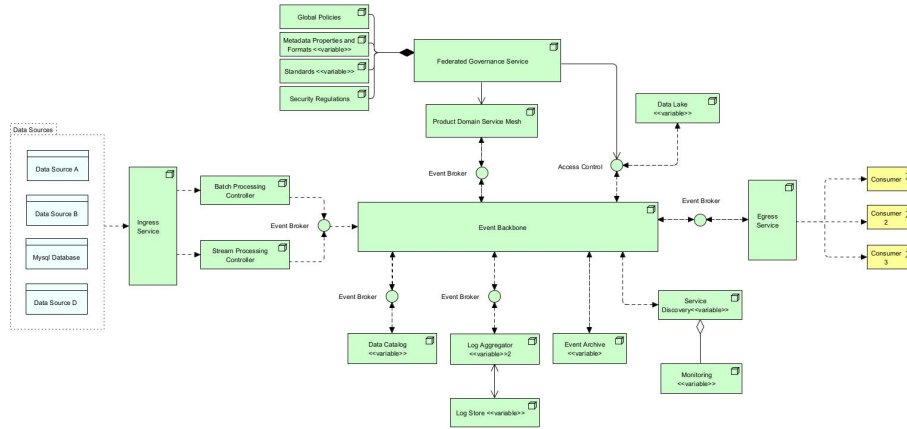 Global Policies
Metadata Properties and
Formats <<variable>>
Standards <<variable>>
Security Regulations
Federated Governance Service
Product Domain Service Mesh
Data Lake
<<variable>>
Event Broker
Access Control
Data Sources
Data Source A
Data Source B
Mysql Database
Data Source D
Ingress
Service
Batch Processing
Controller
Stream Processing
Controller
Event Broker
Event Backbone
Event Broker
Egress
Service
Consumer
Consumer
2
Consumer
3
Event Broker
Event Broker
Data Catalog
<<variable>>
Log Aggregator
<<variable>>2
Event Archive
<<variable>
Service
Discovery<<variable>>
Monitoring
<<variable>>
Log Store <<variable>>